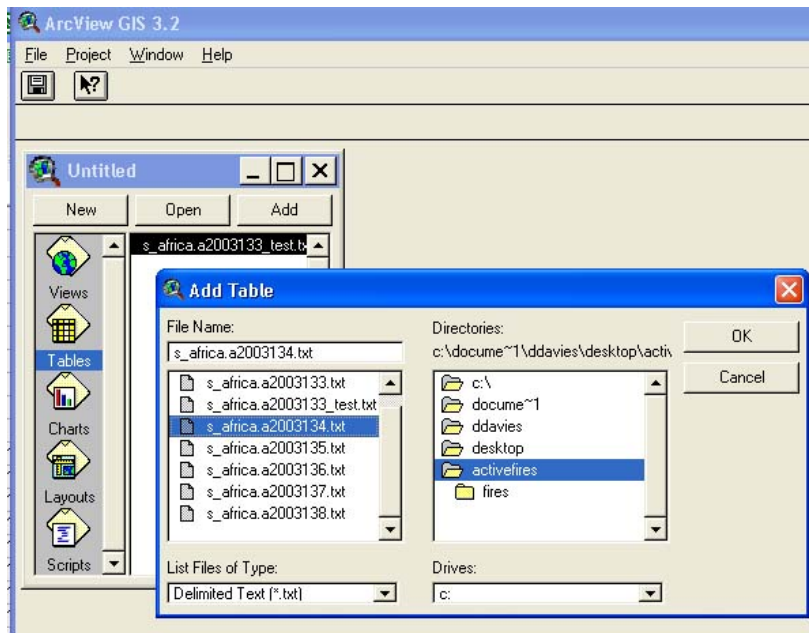 ArcView GIS 3.2
File Project Window Help
Untitled
New Open Add
s_africa.a2003133_test.tx
Views
Tables
Charts
Layouts
Scripts
Add Table
File Name:
s_africa.a2003134.txt
s_africa.a2003133.txt
s_africa.a2003133_test.txt
s_africa.a2003134.txt
s_africa.a2003135.txt
s_africa.a2003136.txt
s_africa.a2003137.txt
s_africa.a2003138.txt
List Files of Type:
Delimited Text (*.txt)
Directories:
c:\docume~1\ddavies\desktop\activ
c:\
docume~1
ddavies
desktop
activefires
fires
Drives:
c:
OK
Cancel